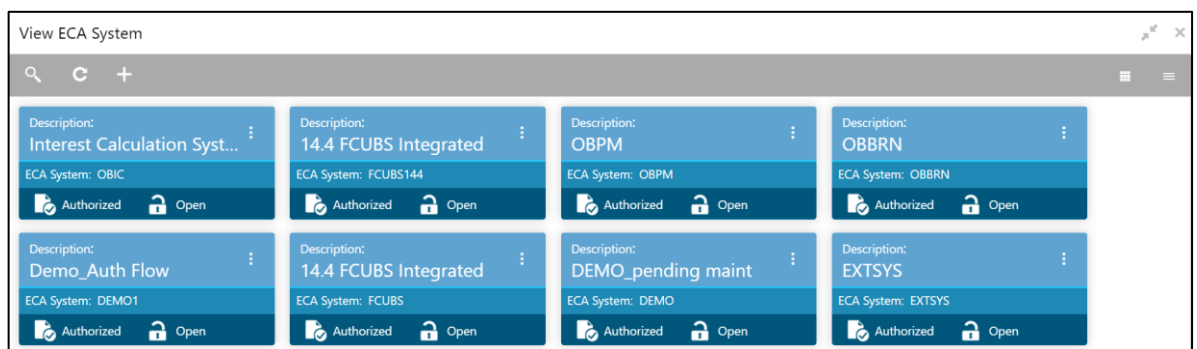 View ECA System
Description:
Interest Calculation Syst...
ECA System: OBIC
Authorized Open
Description:
14.4 FCUBS Integrated
ECA System: FCUBS144
Authorized Open
Description:
OBPM
ECA System: OBPM
Authorized Open
Description:
OBBRN
ECA System: OBBRN
Authorized Open
Description:
Demo_Auth Flow
ECA System: DEMO1
Authorized Open
Description:
14.4 FCUBS Integrated
ECA System: FCUBS
Authorized Open
Description:
DEMO_pending maint
ECA System: DEMO
Authorized Open
Description:
EXTSYS
ECA System: EXTSYS
Authorized Open